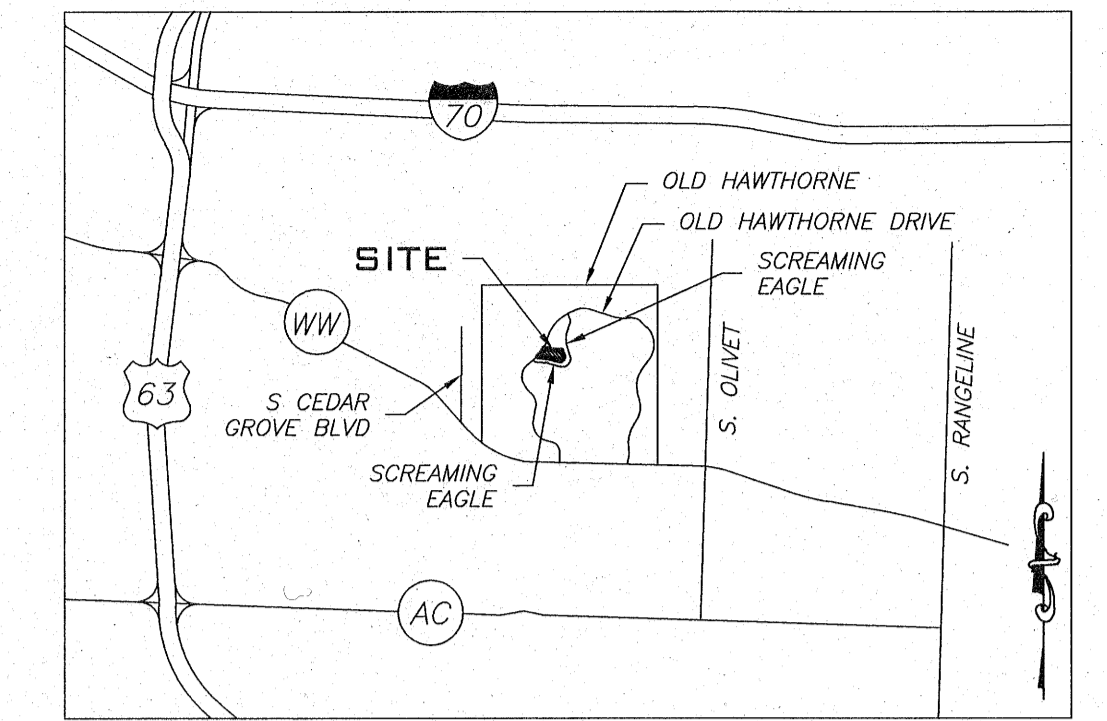 70
OLD HAWTHORNE
OLD HAWTHORNE DRIVE
SITE
SCREAMING
EAGLE
WW
63
S CEDAR
GROVE BLVD
S. OLIVET
S. RANGELINE
SCREAMING
EAGLE
AC